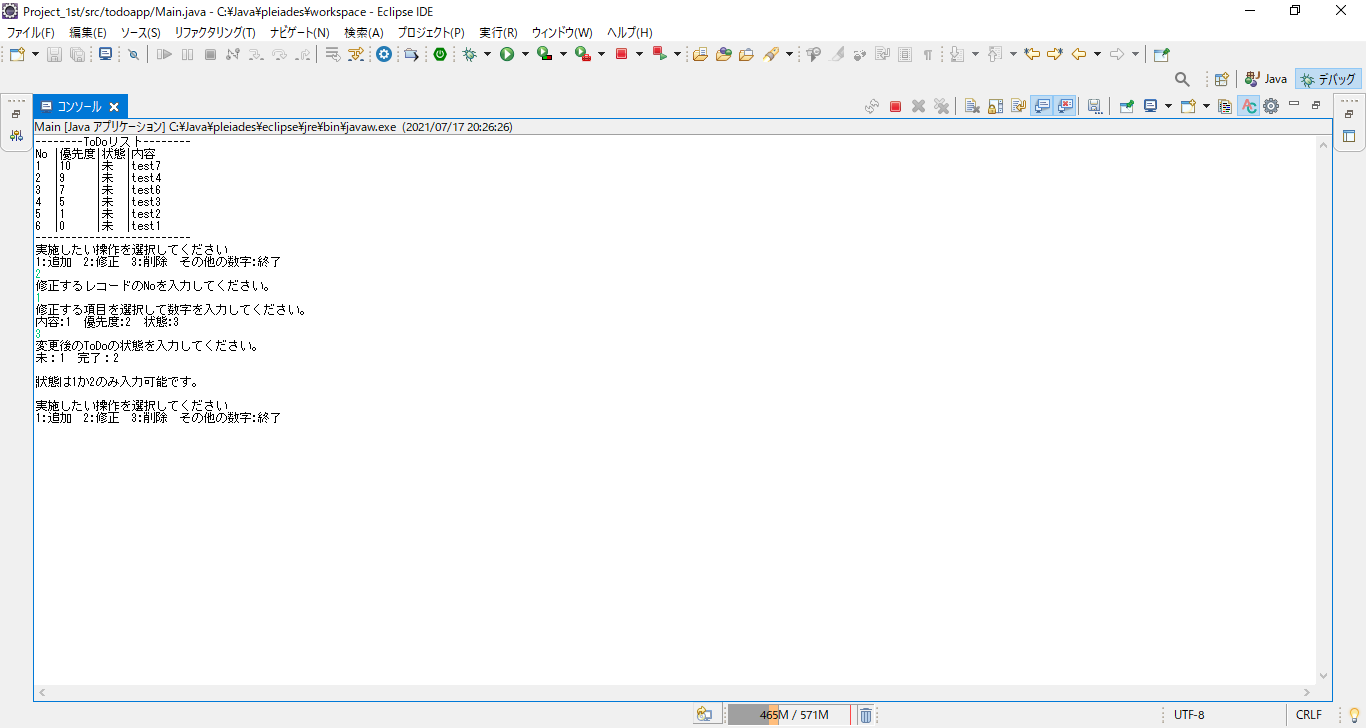 Project_1st/src/todoapp/Main.java - C:¥Java¥pleiades¥workspace - Eclipse IDE
ファイル(F) 編集(E) ソース(S) リファクタリング(T) ナビゲート(N) 検索(A) プロジェクト(P) 実行(R) ウィンドウ(W) ヘルプ(H)
Java デバッグ
コンソール
Main [Java アプリケーション] C:¥Java¥pleiades¥eclipse¥jre¥bin¥javaw.exe (2021/07/17 20:26:26)
--------ToDoリスト--------
No |優先度|状態|内容
1 |10 |未 |test7
2 |9 |未 |test4
3 |7 |未 |test6
4 |5 |未 |test3
5 |1 |未 |test2
6 |0 |未 |test1
--------------------------
実施したい操作を選択してください
1:追加 2:修正 3:削除 その他の数字:終了
2
修正するレコードのNoを入力してください。
1
修正する項目を選択して数字を入力してください。
内容:1 優先度:2 状態:3
3
変更後のToDoの状態を入力してください。
未：1 完了：2
状態は1か2のみ入力可能です。
実施したい操作を選択してください
1:追加 2:修正 3:削除 その他の数字:終了
465M / 571M
UTF-8
CRLF